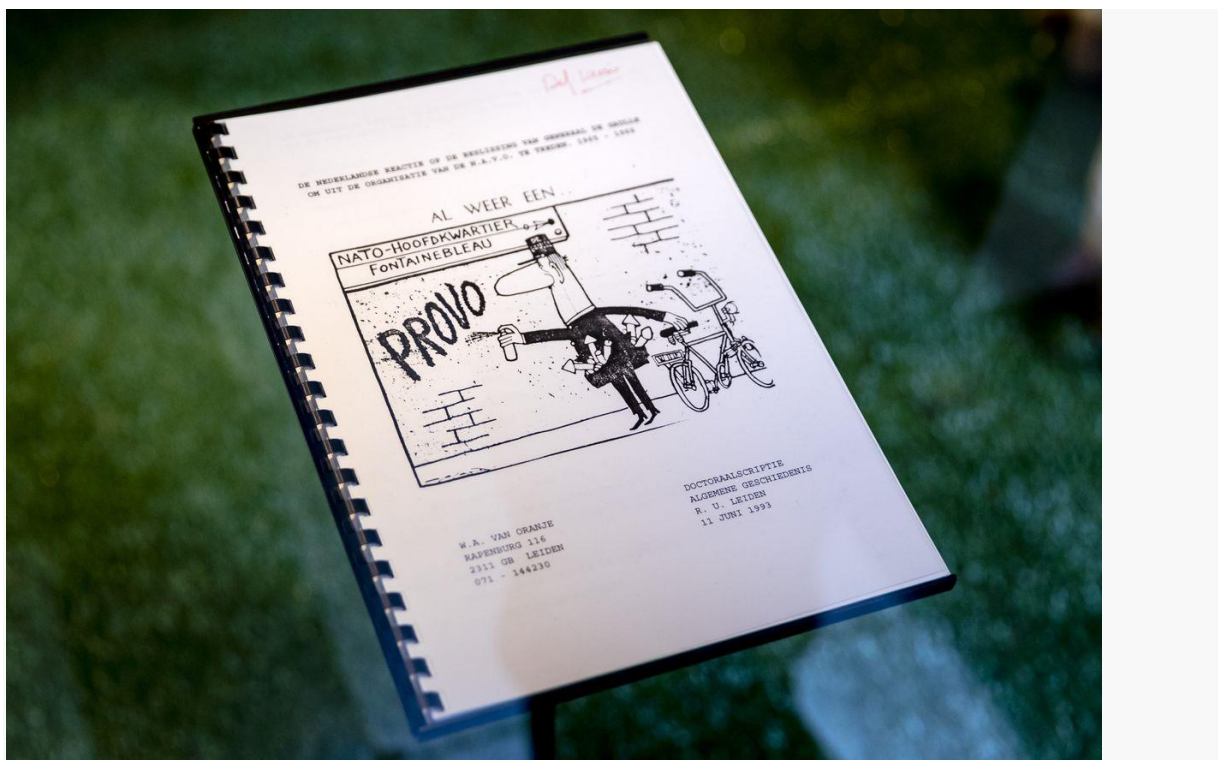 DE NEDERLANDSE REACTIE OP DE BESLISSING VAN GENERAAL DE GAULLE
OM UIT DE ORGANISATIE VAN DE N.A.V.O. TE TREDEN. 1965 - 1966
AL WEER EEN..
NATO-HOOFDKWARTIER
FONTAINEBLEAU
PROVO
DOCTORAALSCRIPTIE
ALGEMENE GESCHIEDENIS
R. U. LEIDEN
11 JUNI 1993
W.A. VAN ORANJE
RAPENBURG 116
2311 GB LEIDEN
071 - 144230